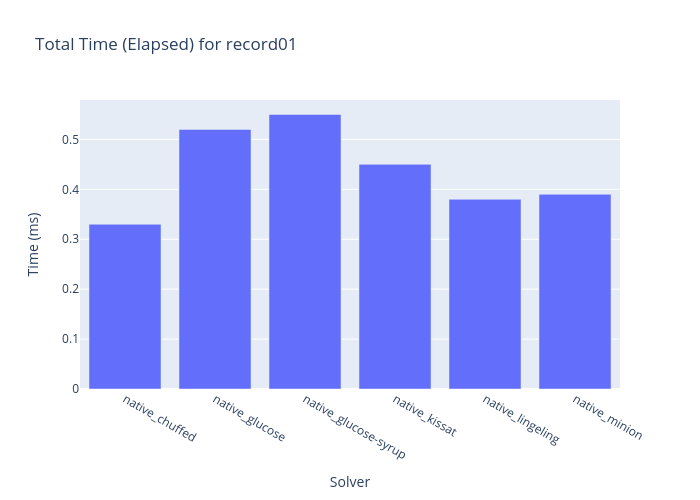 Total Time (Elapsed) for record01
Time (ms)
0.5
0.4
0.3
0.2
0.1
0
native_chuffed
native_glucose
native_glucose-syrup
native_kissat
native_lingeling
native_minion
Solver